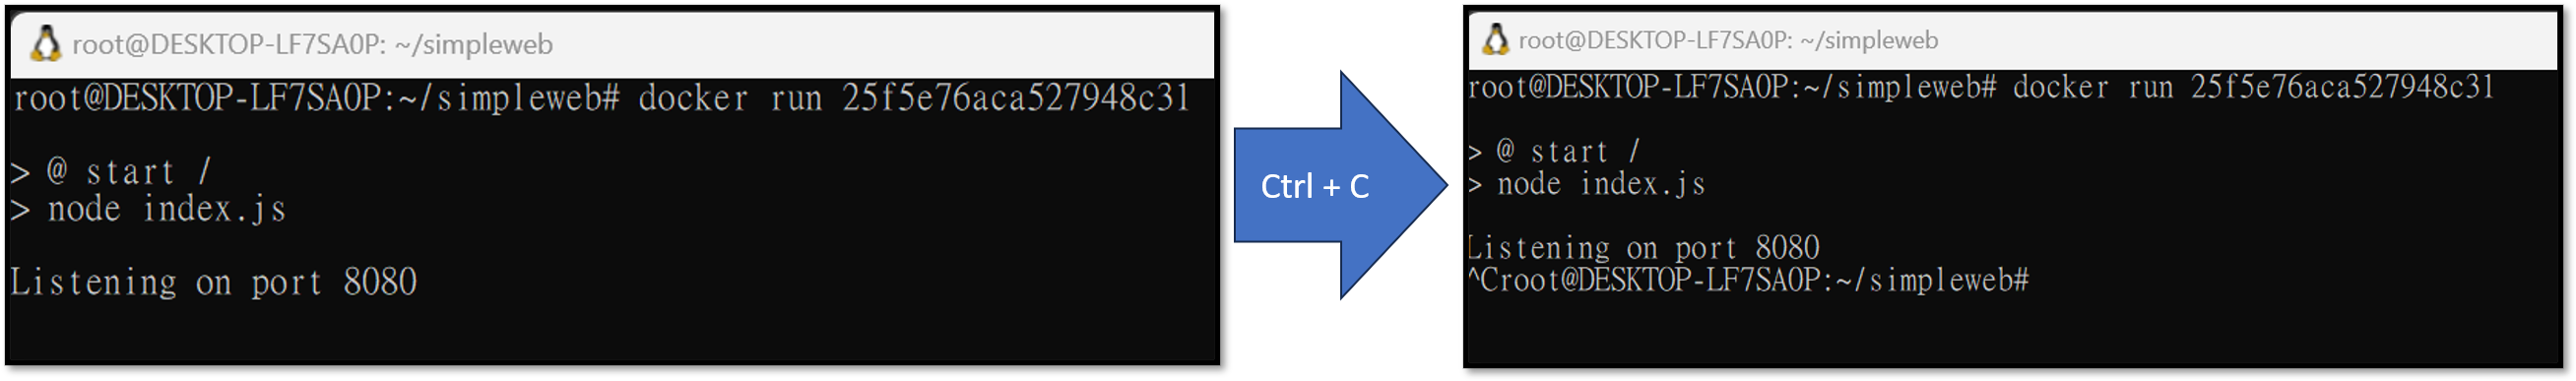 root@DESKTOP-LF7SA0P: ~/simpleweb
root@DESKTOP-LF7SA0P:~/simpleweb# docker run 25f5e76aca527948c31
> @ start /
> node index.js
Listening on port 8080
Ctrl + C
root@DESKTOP-LF7SA0P: ~/simpleweb
root@DESKTOP-LF7SA0P:~/simpleweb# docker run 25f5e76aca527948c31
> @ start /
> node index.js
Listening on port 8080
^Croot@DESKTOP-LF7SA0P:~/simpleweb#